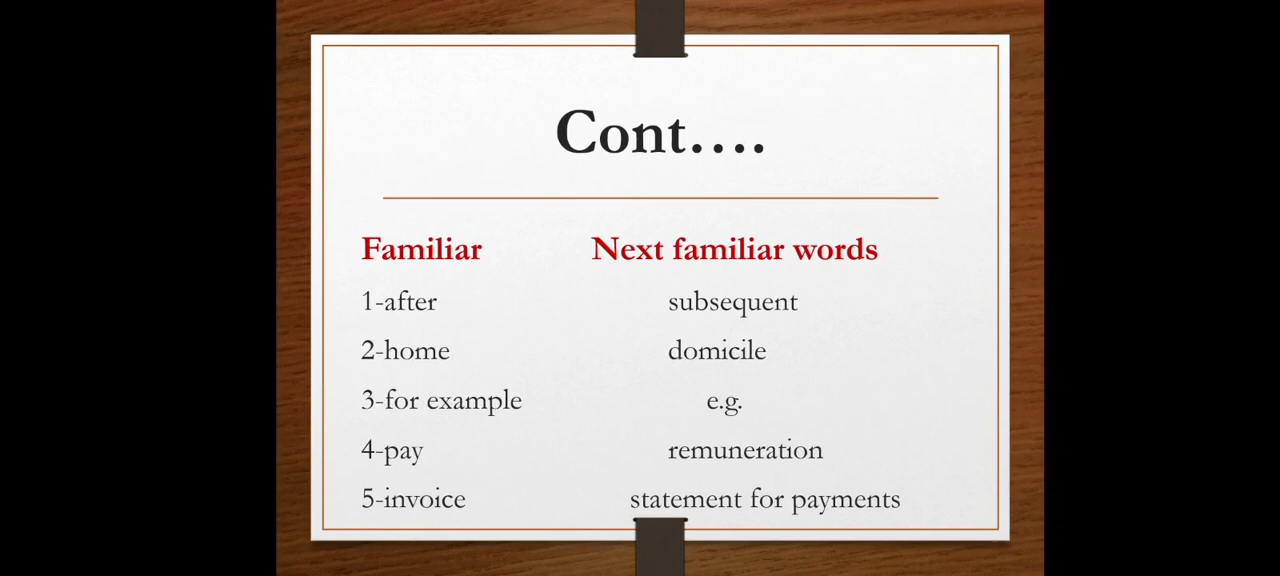 Cont….
Familiar Next familiar words
1-after subsequent
2-home domicile
3-for example e.g.
4-pay remuneration
5-invoice statement for payments